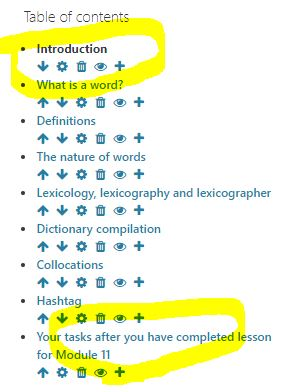 Table of contents
Introduction
What is a word?
Definitions
The nature of words
Lexicology, lexicography and lexicographer
Dictionary compilation
Collocations
Hashtag
Your tasks after you have completed lesson
for Module 11